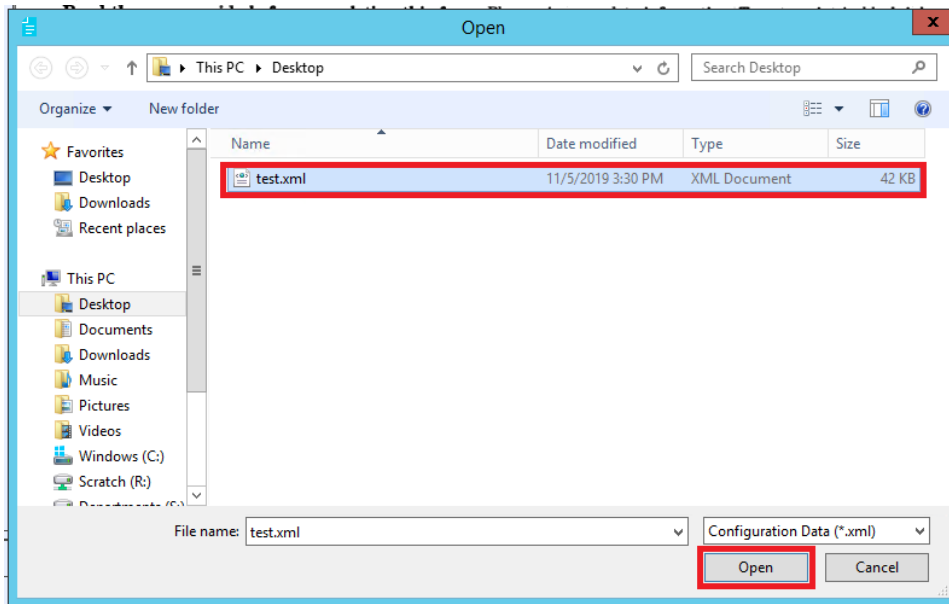 Open
x
This PC ▸ Desktop
Search Desktop
Organize
New folder
Name
Date modified
Type
Size
Favorites
Desktop
Downloads
Recent places
test.xml
11/5/2019 3:30 PM
XML Document
42 KB
This PC
Desktop
Documents
Downloads
Music
Pictures
Videos
Windows (C:)
Scratch (R:)
File name:
test.xml
Configuration Data (*.xml)
Open
Cancel